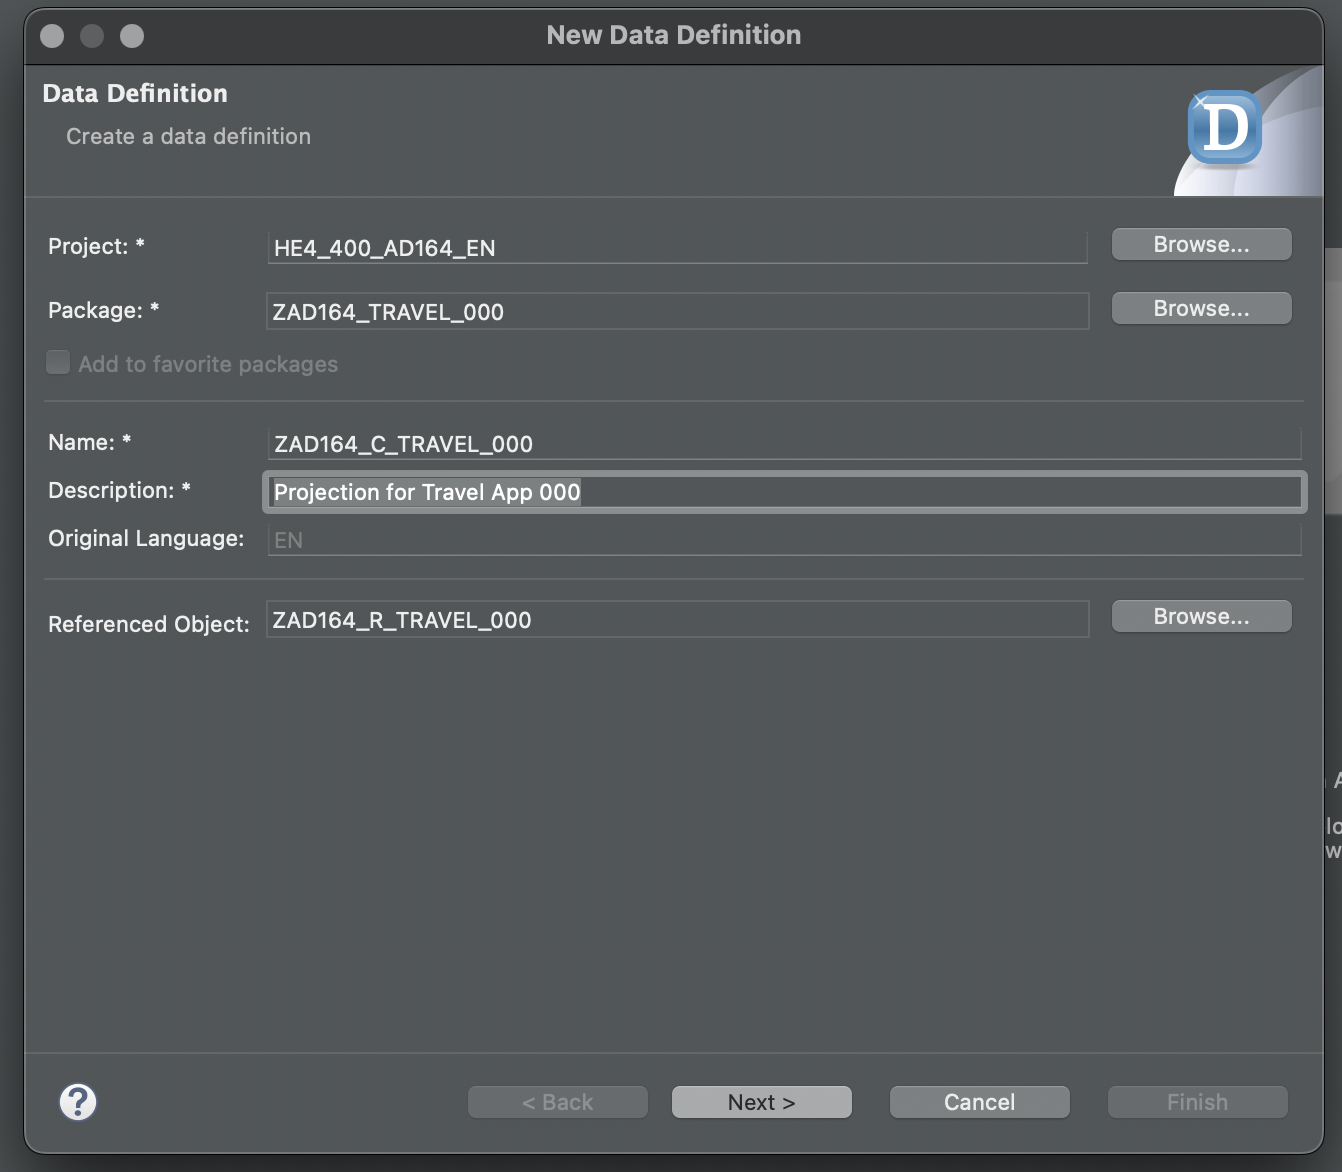 New Data Definition
Data Definition
Create a data definition
D
Project: * HE4_400_AD164_EN Browse...
Package: * ZAD164_TRAVEL_000 Browse...
Add to favorite packages
Name: * ZAD164_C_TRAVEL_000
Description: * Projection for Travel App 000
Original Language: EN
Referenced Object: ZAD164_R_TRAVEL_000 Browse...
? < Back Next > Cancel Finish